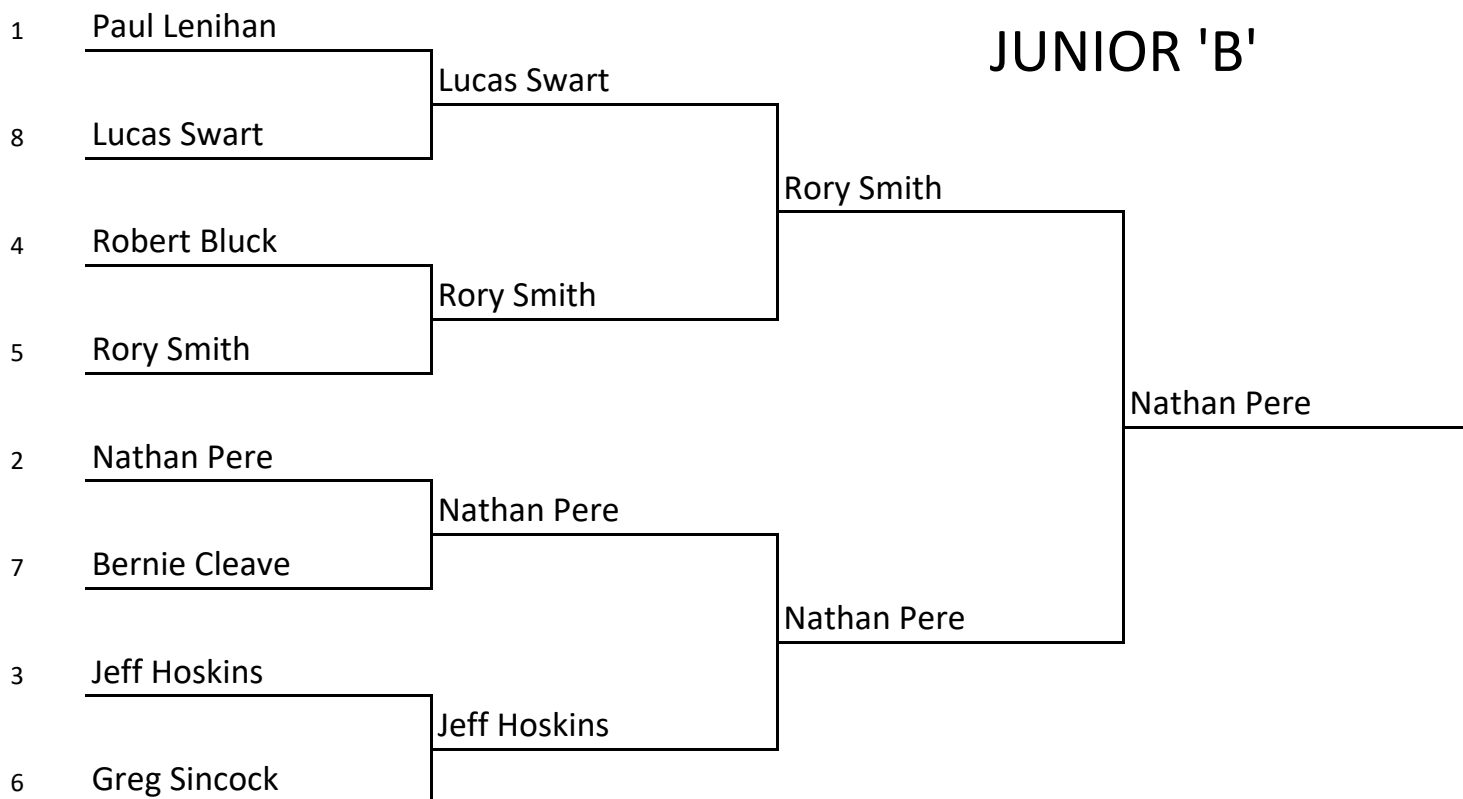 1 Paul Lenihan
JUNIOR 'B'
Lucas Swart
8 Lucas Swart
Rory Smith
4 Robert Bluck
Rory Smith
5 Rory Smith
Nathan Pere
2 Nathan Pere
Nathan Pere
7 Bernie Cleave
Nathan Pere
3 Jeff Hoskins
Jeff Hoskins
6 Greg Sincock